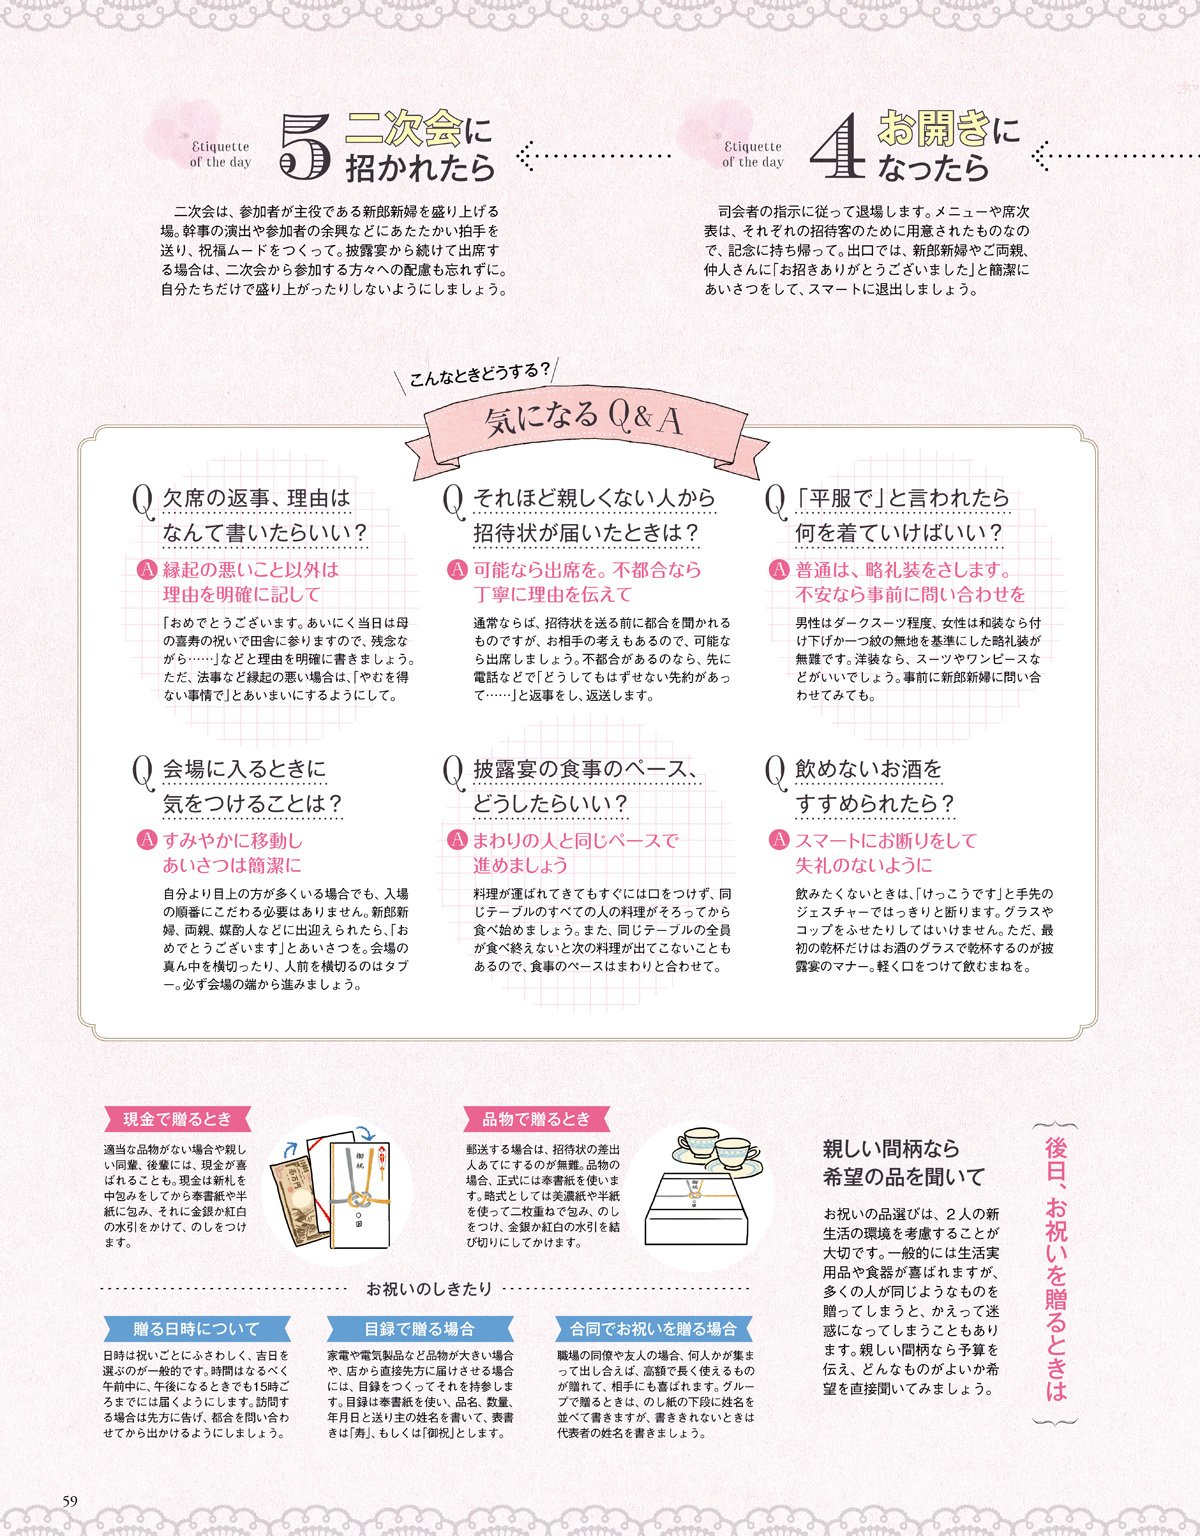 Etiquette
of the day
4
お開きに
なったら
司会者の指示に従って退場します。メニューや席次
表は、それぞれの招待客のために用意されたものなの
で、記念に持ち帰って。出口では、新郎新婦やご両親、
仲人さんに「お招きありがとうございました」と簡潔に
あいさつをして、スマートに退出しましょう。
Etiquette
of the day
5
二次会に
招かれたら
二次会は、参加者が主役である新郎新婦を盛り上げる
場。幹事の演出や参加者の余興などにあたたかい拍手を
送り、祝福ムードをつくって。披露宴から続けて出席す
る場合は、二次会から参加する方々への配慮も忘れずに。
自分たちだけで盛り上がったりしないようにしましょう。
こんなときどうする?
気になるQ&A
Q 欠席の返事、理由は
なんて書いたらいい?
A 縁起の悪いこと以外は
理由を明確に記して
「おめでとうございます。あいにく当日は母
の喜寿の祝いで田舎に参りますので、残念な
がら……」などと理由を明確に書きましょう。
ただ、法事など縁起の悪い場合は、「やむを得
ない事情で」とあいまいにするようにして。
Q それほど親しくない人から
招待状が届いたときは?
A 可能なら出席を。不都合なら
丁寧に理由を伝えて
通常ならば、招待状を送る前に都合を聞かれる
ものですが、お相手の考えもあるので、可能な
ら出席しましょう。不都合があるのなら、先に
電話などで「どうしてもはずせない先約があっ
て……」と返事をし、返送します。
Q 「平服で」と言われたら
何を着ていけばいい?
A 普通は、略礼装をさします。
不安なら事前に問い合わせを
男性はダークスーツ程度、女性は和装なら付
け下げか一つ紋の無地を基準にした略礼装が
無難です。洋装なら、スーツやワンピースな
どがいいでしょう。事前に新郎新婦に問い合
わせてみても。
Q 会場に入るときに
気をつけることは?
A すみやかに移動し
あいさつは簡潔に
自分より目上の方が多くいる場合でも、入場
の順番にこだわる必要はありません。新郎新
婦、両親、媒酌人などに出迎えられたら、「お
めでとうございます」とあいさつを。会場の
真ん中を横切ったり、人前を横切るのはタブ
ー。必ず会場の端から進みましょう。
Q 披露宴の食事のペース、
どうしたらいい?
A まわりの人と同じペースで
進めましょう
料理が運ばれてきてもすぐには口をつけず、同
じテーブルのすべての人の料理がそろってから
食べ始めましょう。また、同じテーブルの全員
が食べ終えないと次の料理が出てこないことも
あるので、食事のペースはまわりと合わせて。
Q 飲めないお酒を
すすめられたら?
A スマートにお断りをして
失礼のないように
飲みたくないときは、「けっこうです」と手先の
ジェスチャーではっきりと断ります。グラスや
コップをふせたりしてはいけません。ただ、最
初の乾杯だけはお酒のグラスで乾杯するのが披
露宴のマナー。軽く口をつけて飲むまねを。
後日、お祝いを贈るときは
親しい間柄なら
希望の品を聞いて
お祝いの品選びは、2人の新
生活の環境を考慮することが
大切です。一般的には生活実
用品や食器が喜ばれますが、
多くの人が同じようなものを
贈ってしまうと、かえって迷
惑になってしまうこともあり
ます。親しい間柄なら予算を
伝え、どんなものがよいか希
望を直接聞いてみましょう。
現金で贈るとき
適当な品物がない場合や親し
い同輩、後輩には、現金が喜
ばれることも。現金は新札を
中包みをしてから奉書紙や半
紙に包み、それに金銀か紅白
の水引をかけて、のしをつけ
ます。
御祝
品物で贈るとき
郵送する場合は、招待状の差出
人あてにするのが無難。品物の
場合、正式には奉書紙を使いま
す。略式としては美濃紙や半紙
を使って二枚重ねで包み、のし
をつけ、金銀か紅白の水引を結
び切りにしてかけます。
お祝いのしきたり
贈る日時について
日時は祝いごとにふさわしく、吉日を
選ぶのが一般的です。時間はなるべく
午前中に、午後になるときでも15時ご
ろまでには届くようにします。訪問す
る場合は先方に告げ、都合を問い合わ
せてから出かけるようにしましょう。
目録で贈る場合
家電や電気製品など品物が大きい場合
や、店から直接先方に届けさせる場合
には、目録をつくってそれを持参しま
す。目録は奉書紙を使い、品名、数量、
年月日と送り主の姓名を書いて、表書
きは「寿」、もしくは「御祝」とします。
合同でお祝いを贈る場合
職場の同僚や友人の場合、何人かが集ま
って出し合えば、高額で長く使えるもの
が贈れて、相手にも喜ばれます。グルー
プで贈るときは、のし紙の下段に姓名を
並べて書きますが、書ききれないときは
代表者の姓名を書きましょう。
59